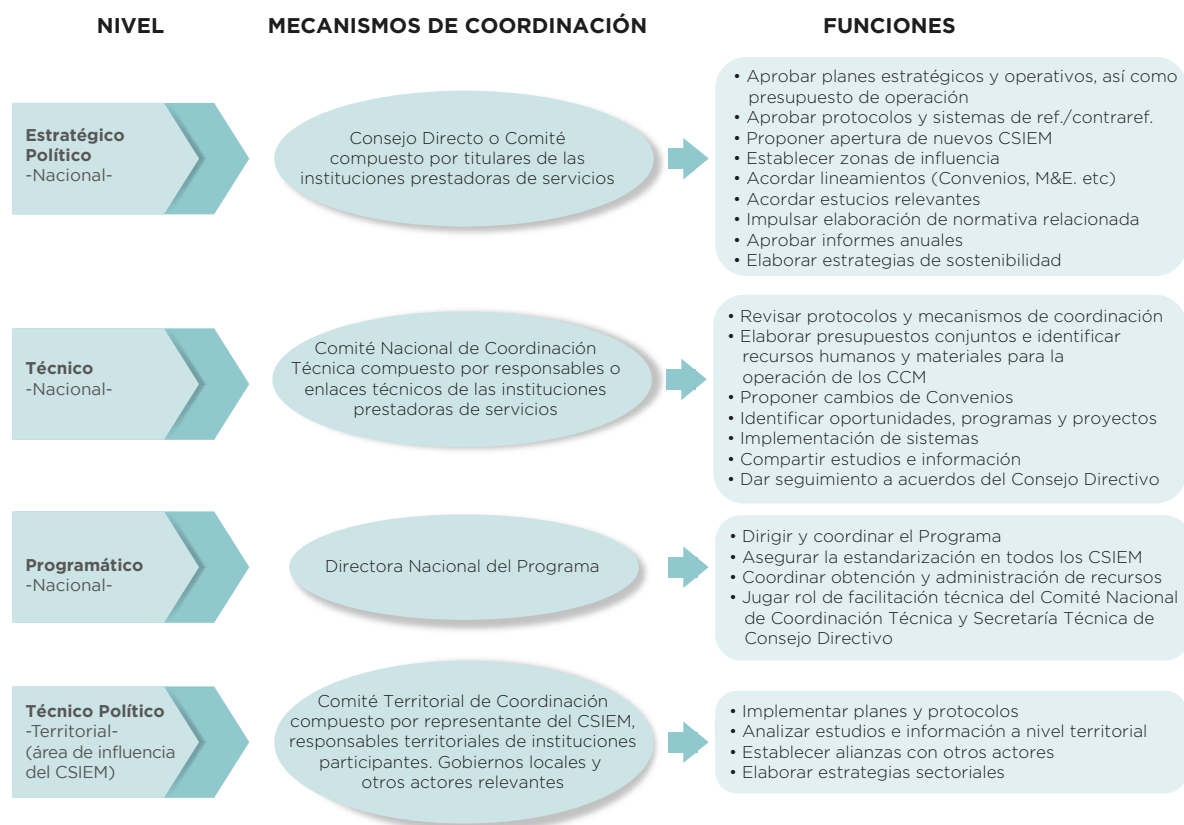 NIVEL
MECANISMOS DE COORDINACIÓN
FUNCIONES
Estratégico
Político
-Nacional-
Consejo Directo o Comité
compuesto por titulares de las
instituciones prestadoras de servicios
• Aprobar planes estratégicos y operativos, así como
presupuesto de operación
• Aprobar protocolos y sistemas de ref./contraref.
• Proponer apertura de nuevos CSIEM
• Establecer zonas de influencia
• Acordar lineamientos (Convenios, M&E. etc)
• Acordar estucios relevantes
• Impulsar elaboración de normativa relacionada
• Aprobar informes anuales
• Elaborar estrategias de sostenibilidad
Técnico
-Nacional-
Comité Nacional de Coordinación
Técnica compuesto por responsables o
enlaces técnicos de las instituciones
prestadoras de servicios
• Revisar protocolos y mecanismos de coordinación
• Elaborar presupuestos conjuntos e identificar
recursos humanos y materiales para la
operación de los CCM
• Proponer cambios de Convenios
• Identificar oportunidades, programas y proyectos
• Implementación de sistemas
• Compartir estudios e información
• Dar seguimiento a acuerdos del Consejo Directivo
Programático
-Nacional-
Directora Nacional del Programa
• Dirigir y coordinar el Programa
• Asegurar la estandarización en todos los CSIEM
• Coordinar obtención y administración de recursos
• Jugar rol de facilitación técnica del Comité Nacional
de Coordinación Técnica y Secretaría Técnica de
Consejo Directivo
Técnico Político
-Territorial-
(área de influencia
del CSIEM)
Comité Territorial de Coordinación
compuesto por representante del CSIEM,
responsables territoriales de instituciones
participantes. Gobiernos locales y
otros actores relevantes
• Implementar planes y protocolos
• Analizar estudios e información a nivel territorial
• Establecer alianzas con otros actores
• Elaborar estrategias sectoriales